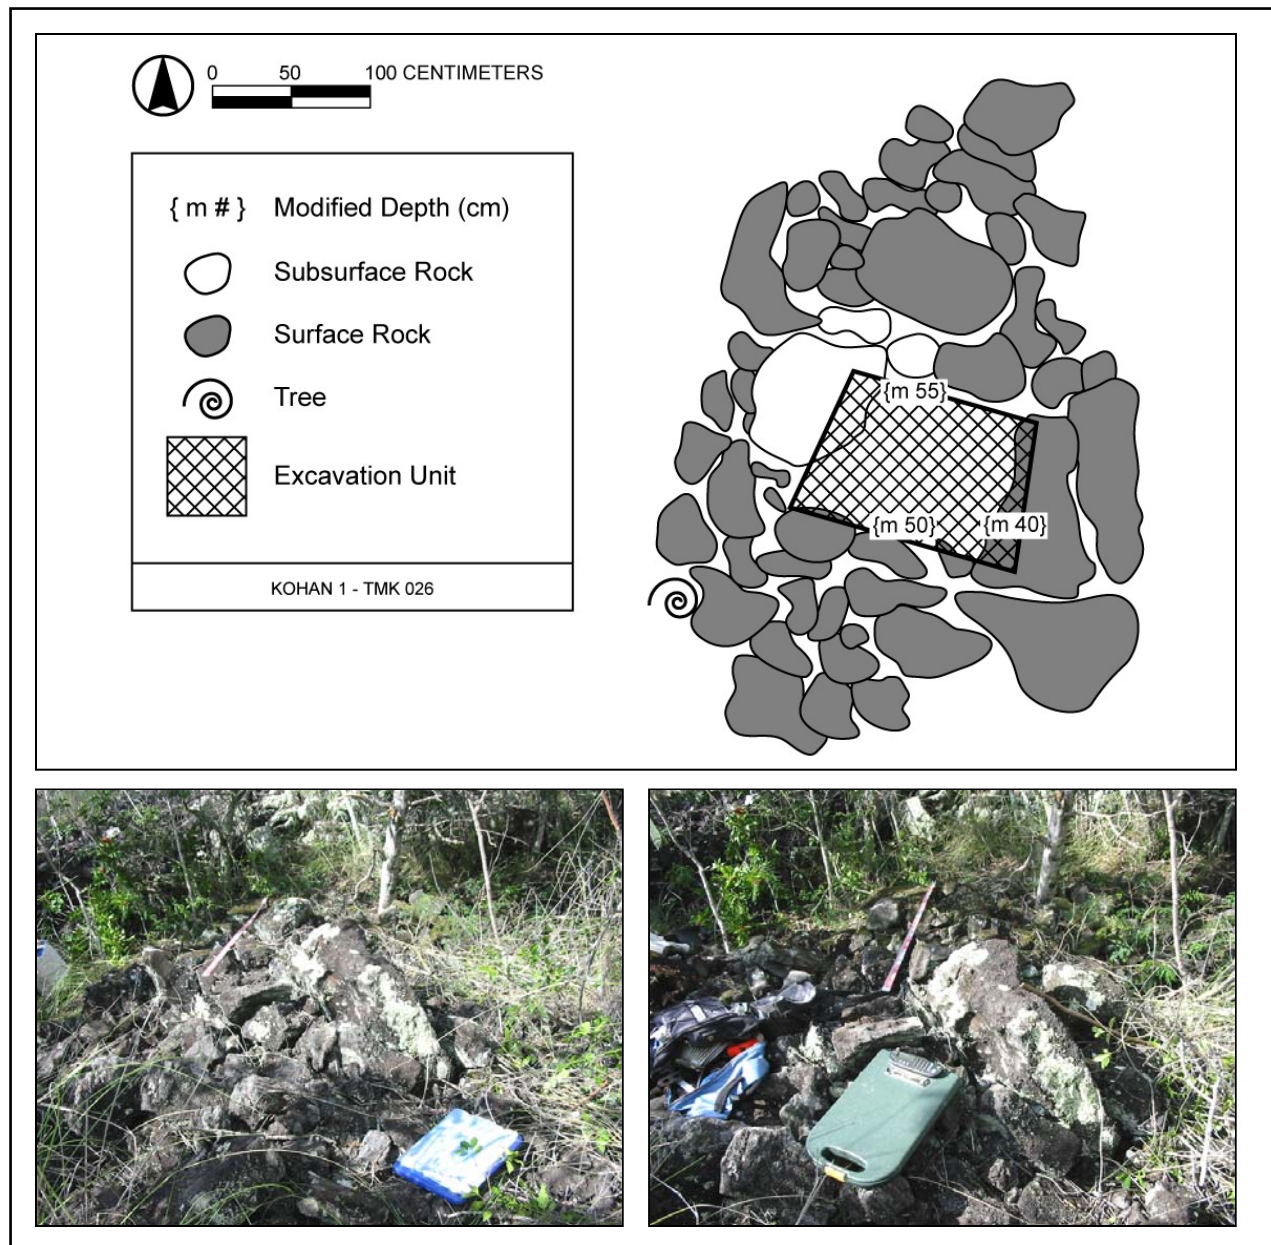 0 50 100 CENTIMETERS
{ m # } Modified Depth (cm)
Subsurface Rock
Surface Rock
Tree
Excavation Unit
KOHAN 1 - TMK 026
{m 55}
{m 50} {m 40}